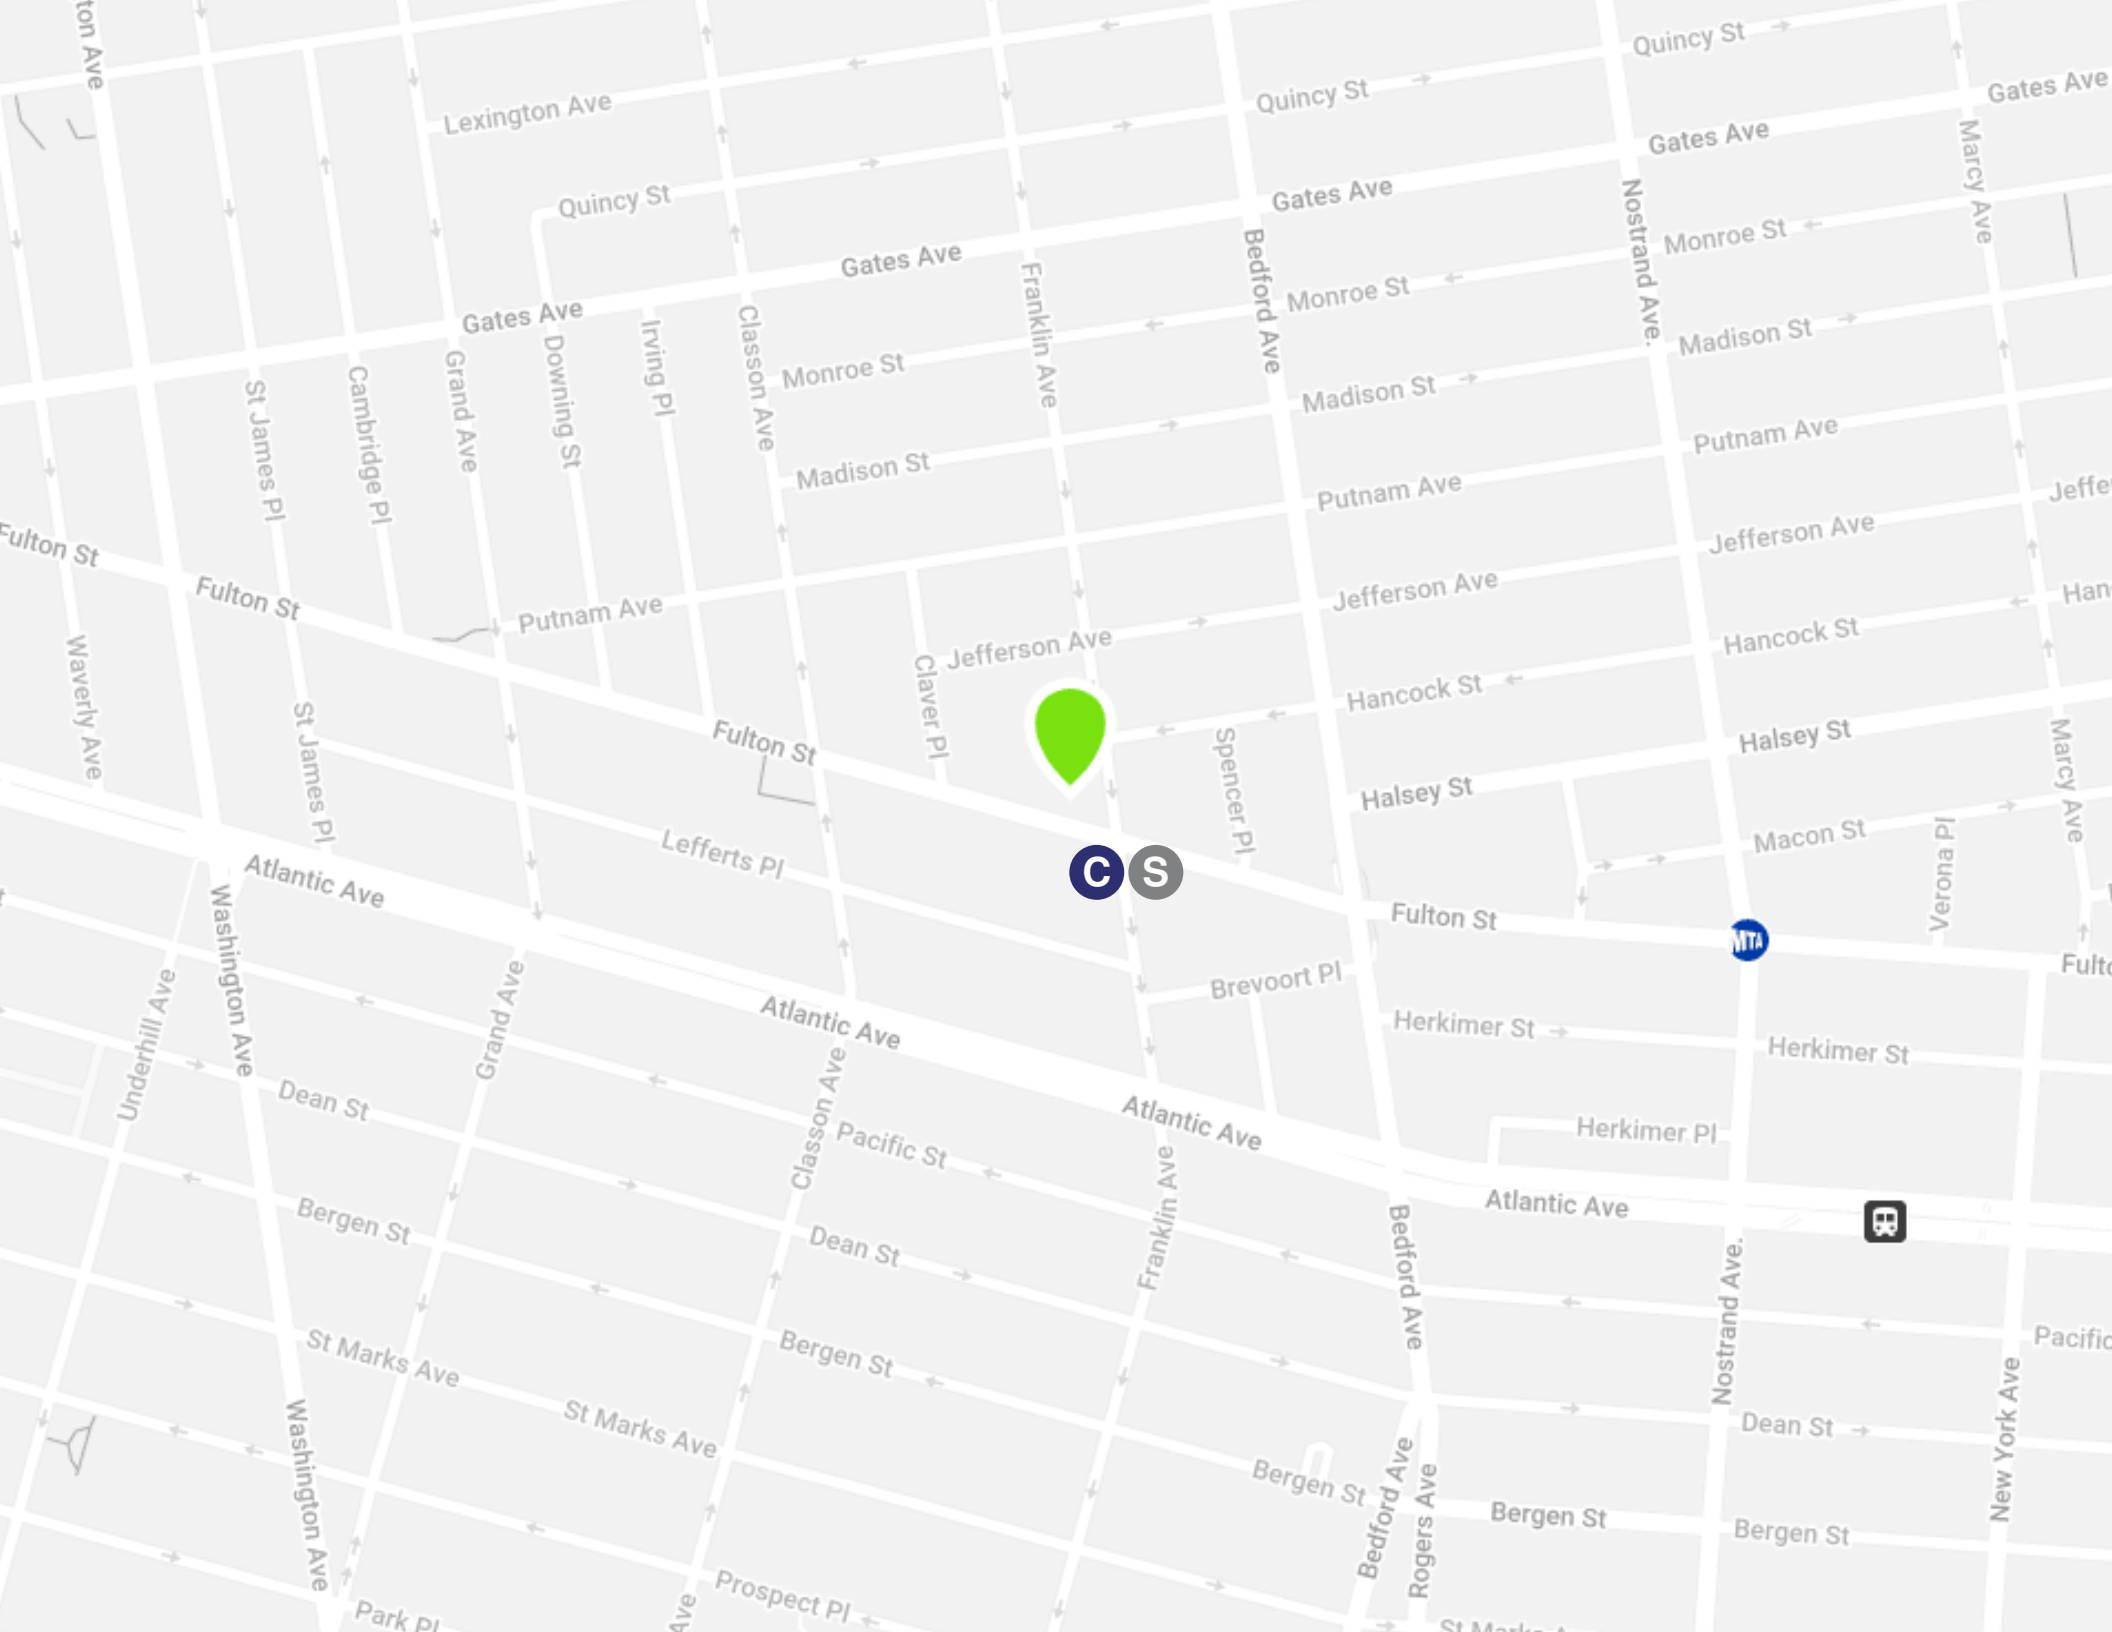 ton Ave
Quincy St
Gates Ave
Lexington Ave
Quincy St
Marcy Ave
Gates Ave
Quincy St
Gates Ave
Nostrand Ave.
Monroe St
Gates Ave
Bedford Ave
Franklin Ave
Monroe St
Gates Ave
Classon Ave
Irving Pl
Downing St
Grand Ave
Cambridge Pl
St James Pl
Monroe St
Madison St
Madison St
Madison St
Putnam Ave
Putnam Ave
Jeffe
Jefferson Ave
Fulton St
Fulton St
Putnam Ave
Jefferson Ave
Jefferson Ave
Han
Hancock St
Hancock St
Waverly Ave
St James Pl
Claver Pl
Fulton St
Spencer Pl
Halsey St
Halsey St
Marcy Ave
Lefferts Pl
Macon St
Verona Pl
C
S
Atlantic Ave
Washington Ave
Fulton St
MTA
Fulto
Underhill Ave
Grand Ave
Brevoort Pl
Atlantic Ave
Classon Ave
Herkimer St
Herkimer St
Dean St
Pacific St
Atlantic Ave
Herkimer Pl
Franklin Ave
Atlantic Ave
Bergen St
Dean St
Bedford Ave
Nostrand Ave.
Pacific
St Marks Ave
Bergen St
New York Ave
Washington Ave
St Marks Ave
Dean St
Bergen St
Bedford Ave
Rogers Ave
Bergen St
Bergen St
Prospect Pl
Park Pl
Ave
St Marks A